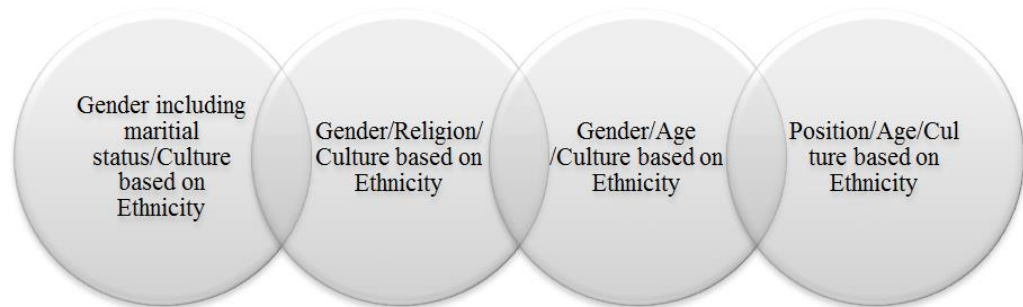 Gender including
maritial
status/Culture
based on
Ethnicity
Gender/Religion/
Culture based on
Ethnicity
Gender/Age
/Culture based on
Ethnicity
Position/Age/Cul
ture based on
Ethnicity